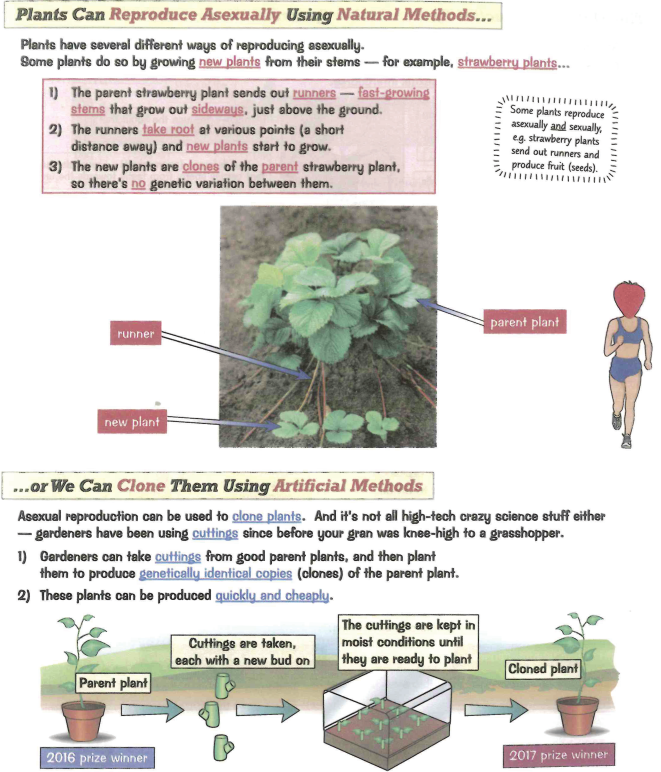 Plants Can Reproduce Asexually Using Natural Methods...
Plants have several different ways of reproducing asexually.
Some plants do so by growing new plants from their stems — for example, strawberry plants...
1) The parent strawberry plant sends out runners — fast-growing
stems that grow out sideways, just above the ground.
2) The runners take root at various points (a short
distance away) and new plants start to grow.
3) The new plants are clones of the parent strawberry plant,
so there's no genetic variation between them.
Some plants reproduce
asexually and sexually,
e.g. strawberry plants
send out runners and
produce fruit (seeds).
runner
parent plant
new plant
...or We Can Clone Them Using Artificial Methods
Asexual reproduction can be used to clone plants. And it's not all high-tech crazy science stuff either
— gardeners have been using cuttings since before your gran was knee-high to a grasshopper.
1) Gardeners can take cuttings from good parent plants, and then plant
them to produce genetically identical copies (clones) of the parent plant.
2) These plants can be produced quickly and cheaply.
Parent plant
2016 prize winner
Cuttings are taken,
each with a new bud on
The cuttings are kept in
moist conditions until
they are ready to plant
Cloned plant
2017 prize winner